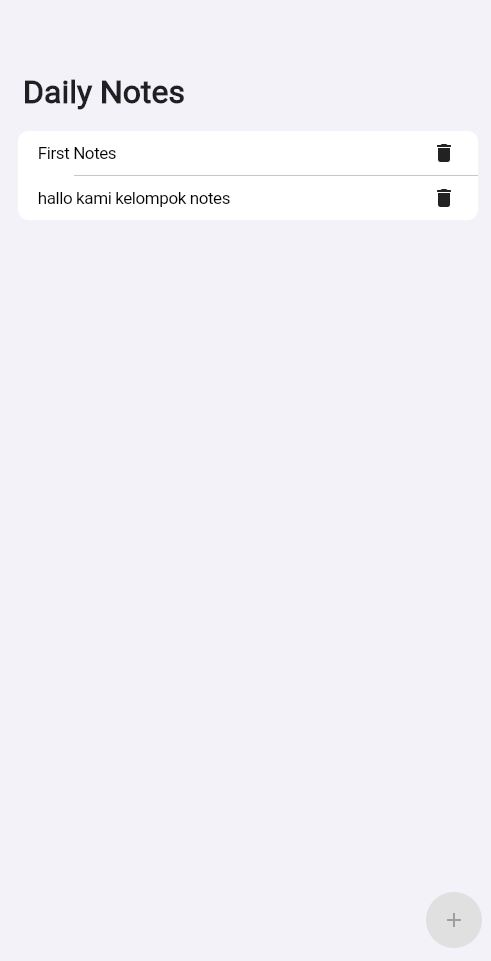 Daily Notes
First Notes
hallo kami kelompok notes